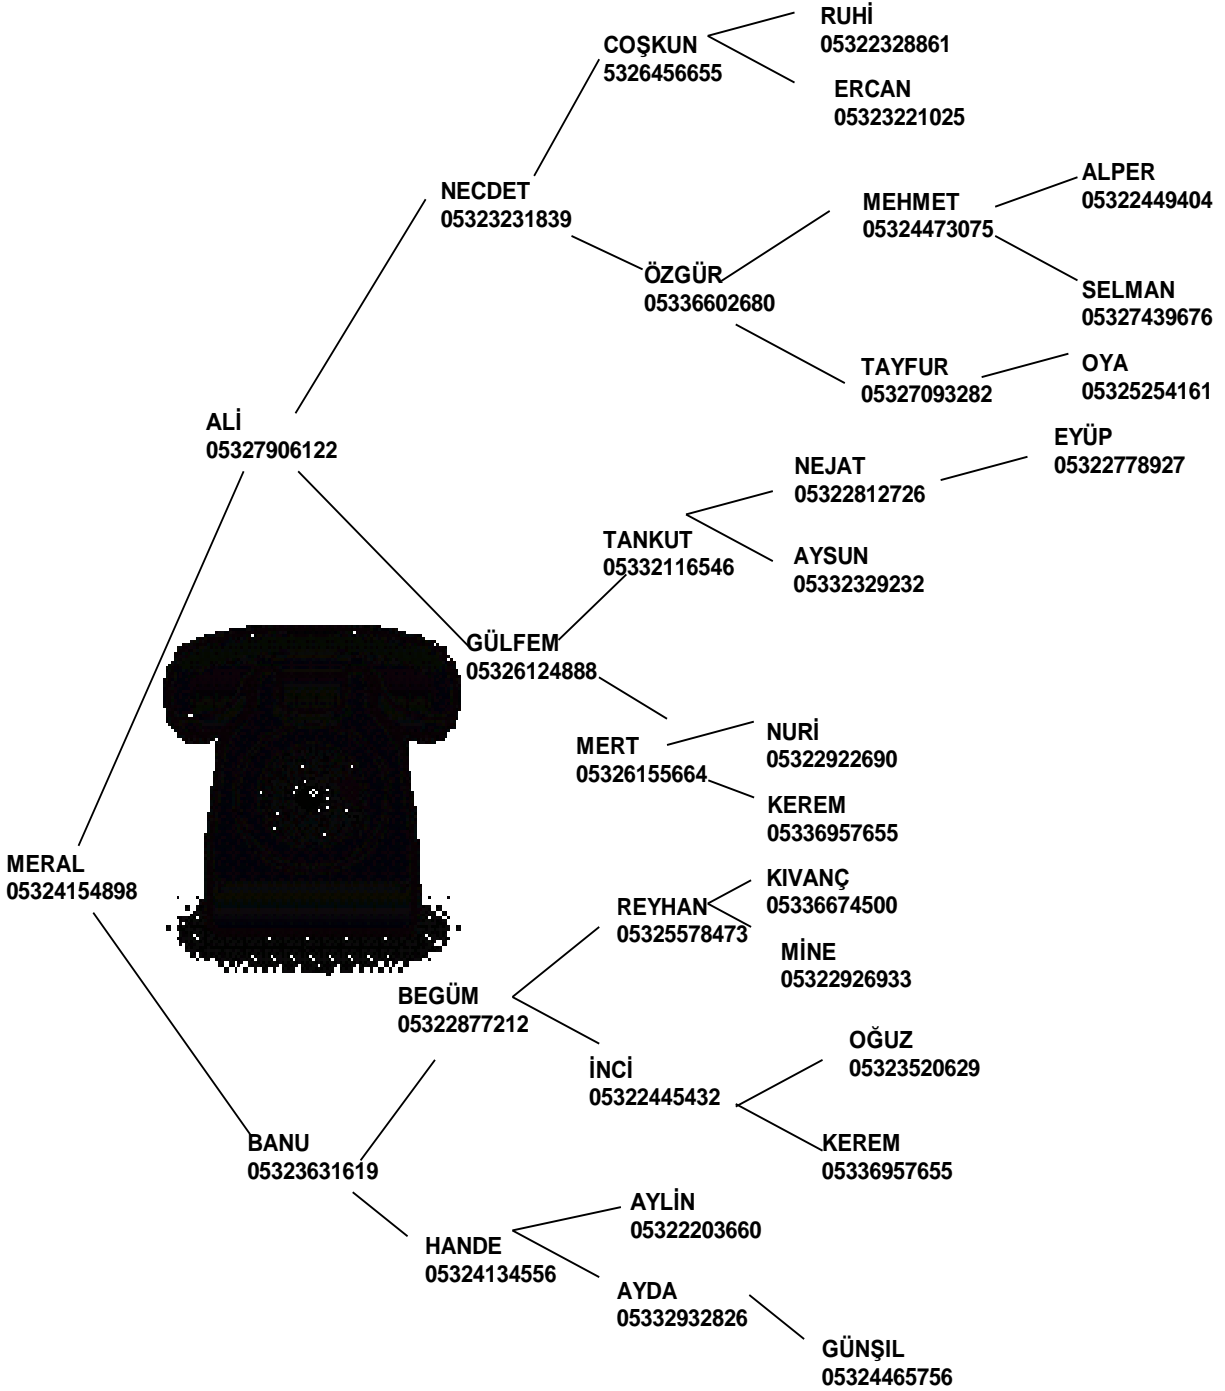 RUHİ
05322328861
COŞKUN
5326456655
ERCAN
05323221025
ALPER
05322449404
NECDET
05323231839
MEHMET
05324473075
ÖZGÜR
05336602680
SELMAN
05327439676
TAYFUR
05327093282
OYA
05325254161
ALİ
05327906122
EYÜP
05322778927
NEJAT
05322812726
TANKUT
05332116546
AYSUN
05332329232
GÜLFEM
05326124888
NURİ
05322922690
MERT
05326155664
KEREM
05336957655
MERAL
05324154898
KIVANÇ
05336674500
REYHAN
05325578473
MİNE
05322926933
BEGÜM
05322877212
OĞUZ
05323520629
İNCİ
05322445432
BANU
05323631619
KEREM
05336957655
AYLİN
05322203660
HANDE
05324134556
AYDA
05332932826
GÜNŞIL
05324465756